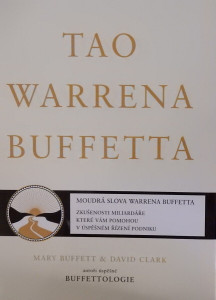 TAO
WARRENA
BUFFETTA
MOUDRÁ SLOVA WARRENA BUFFETTA
ZKUŠENOSTI MILIARDÁŘE
KTERÉ VÁM POMOHOU
V ÚSPĚŠNÉM ŘÍZENÍ PODNIKU
MARY BUFFETT & DAVID CLARK
autoři úspěšné
BUFFETTOLOGIE